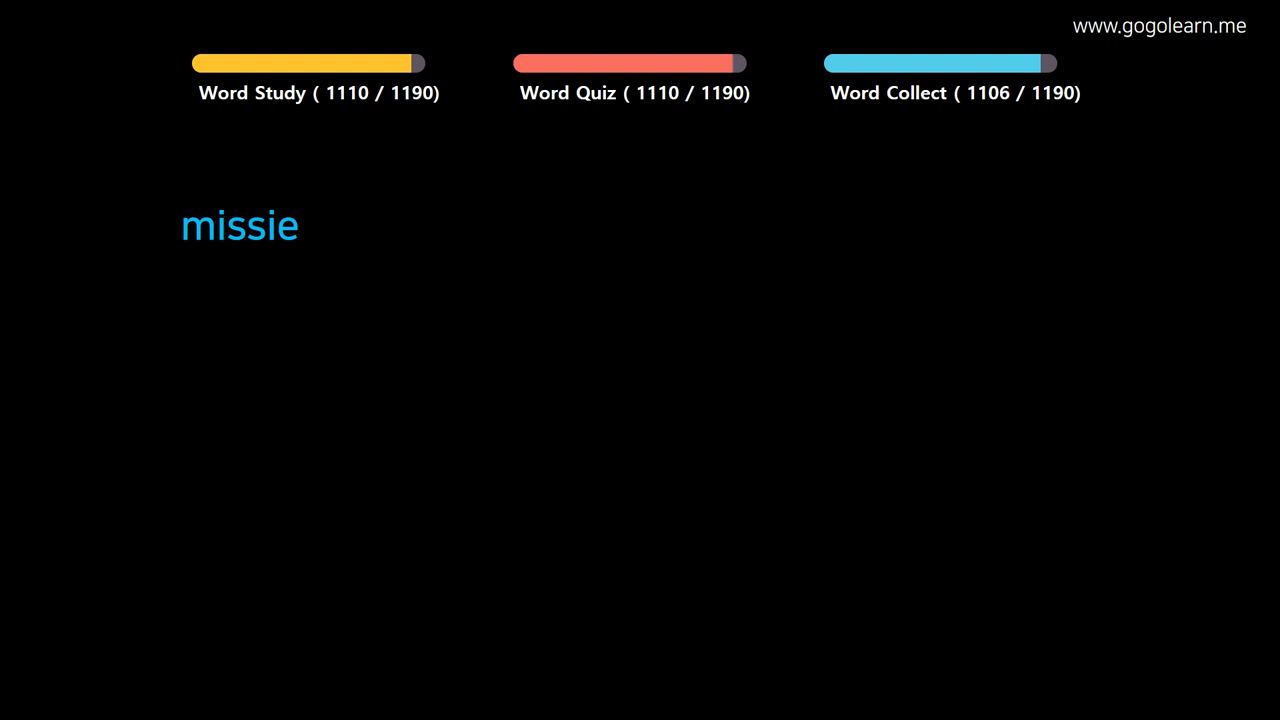 www.gogolearn.me
Word Study ( 1110 / 1190)
Word Quiz ( 1110 / 1190)
Word Collect ( 1106 / 1190)
missie